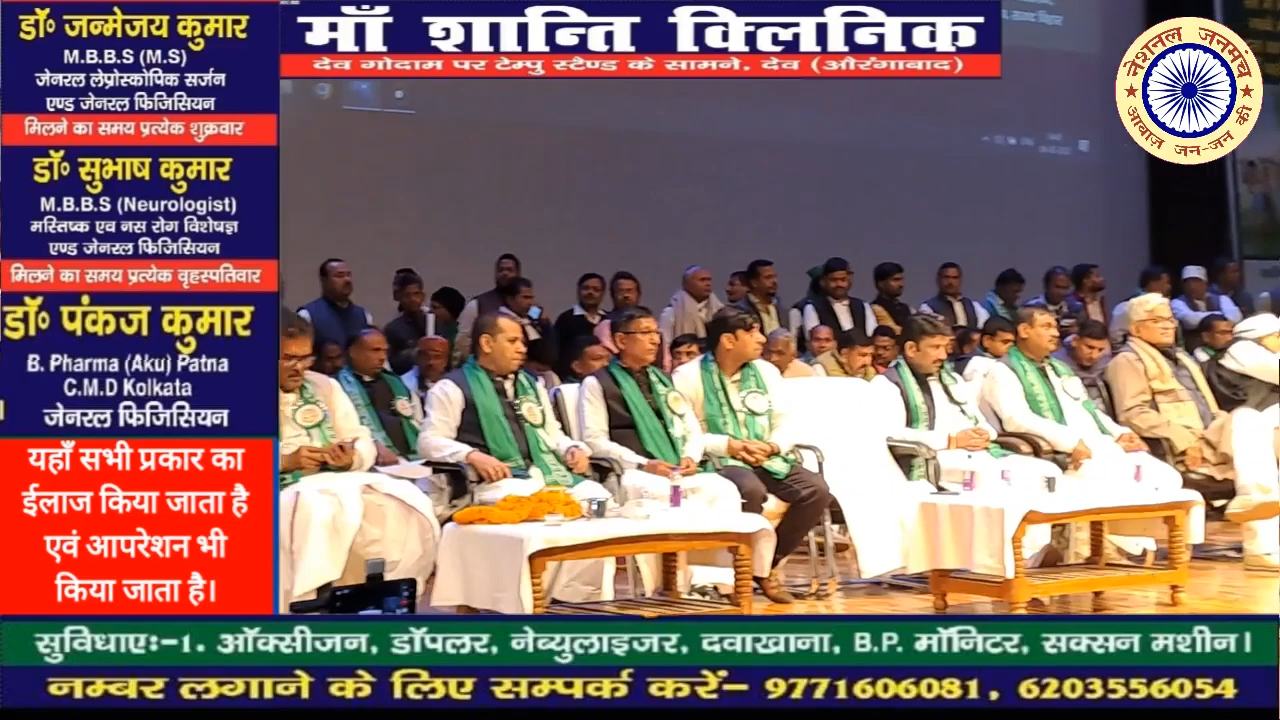 डॉ॰ जन्मेजय कुमार
M.B.B.S (M.S)
जेनरल लेप्रोस्कोपिक सर्जन
एण्ड जेनरल फिजिसियन
मिलने का समय प्रत्येक शुक्रवार
डॉ॰ सुभाष कुमार
M.B.B.S (Neurologist)
मस्तिष्क एव नस रोग विशेषज्ञ
एण्ड जेनरल फिजिसियन
मिलने का समय प्रत्येक वृहस्पतिवार
डॉ॰ पंकज कुमार
B. Pharma (Aku) Patna
C.M.D Kolkata
जेनरल फिजिसियन
यहाँ सभी प्रकार का
ईलाज किया जाता है
एवं आपरेशन भी
किया जाता है।
माँ शान्ति क्लिनिक
देव गोदाम पर टेम्पु स्टैण्ड के सामने, देव (औरंगाबाद)
नेशनल जनमंच
आवाज़ जन-जन की
सुविधाएः-1. ऑक्सीजन, डॉपलर, नेब्युलाइजर, दवाखाना, B.P. मॉनिटर, सक्सन मशीन।
नम्बर लगाने के लिए सम्पर्क करें– 9771606081, 6203556054